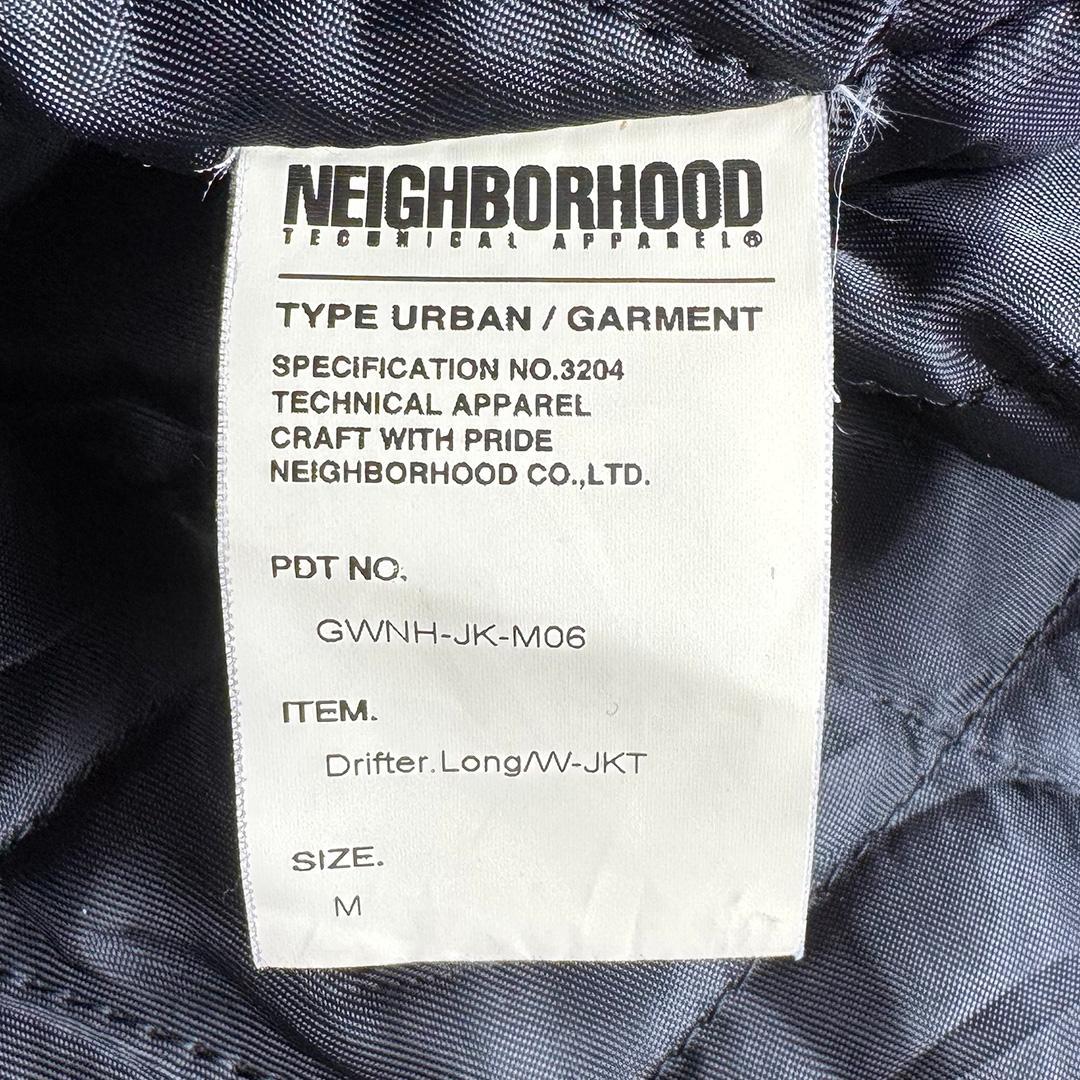 NEIGHBORHOOD
TECHNICAL APPAREL®
TYPE URBAN / GARMENT
SPECIFICATION NO.3204
TECHNICAL APPAREL
CRAFT WITH PRIDE
NEIGHBORHOOD CO.,LTD.
PDT NO.
GWNH-JK-M06
ITEM.
Drifter.Long/W-JKT
SIZE.
M